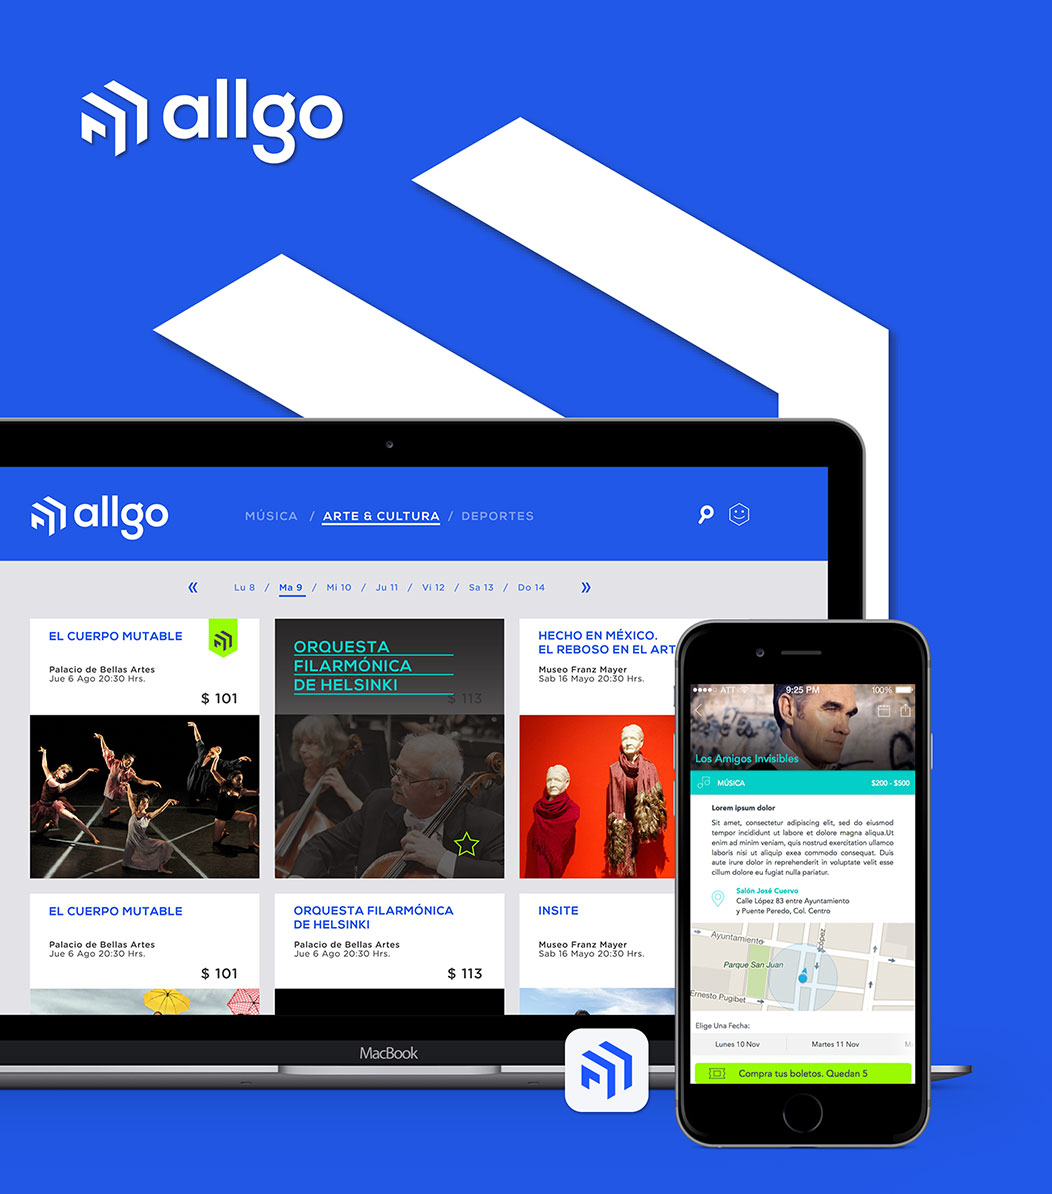 allgo
allgo
MÚSICA / ARTE & CULTURA / DEPORTES
« Lu 8 / Ma 9 / Mi 10 / Ju 11 / Vi 12 / Sa 13 / Do 14 »
EL CUERPO MUTABLE
Palacio de Bellas Artes
Jue 6 Ago 20:30 Hrs.
$ 101
ORQUESTA
FILARMÓNICA
DE HELSINKI
$ 113
HECHO EN MÉXICO.
EL REBOSO EN EL ART
Museo Franz Mayer
Sab 16 Mayo 20:30 Hrs.
EL CUERPO MUTABLE
Palacio de Bellas Artes
Jue 6 Ago 20:30 Hrs.
$ 101
ORQUESTA FILARMÓNICA
DE HELSINKI
Palacio de Bellas Artes
Jue 6 Ago 20:30 Hrs.
$ 113
INSITE
Museo Franz Mayer
Sab 16 Mayo 20:30 Hrs.
MacBook
ATT 9:25 PM 100%
Los Amigos Invisibles
MÚSICA $200 - $500
Lorem ipsum dolor
Sit amet, consectetur adipiscing elit, sed do eiusmod
tempor incididunt ut labore et dolore magna aliqua.Ut
enim ad minim veniam, quis nostrud exercitation ullamco
laboris nisi ut aliquip exea commodo consequat. Duis
aute irure dolor in reprehenderit in voluptate velit esse
cillum dolore eu fugiat nulla pariatur.
Salón José Cuervo
Calle López 83 entre Ayuntamiento
y Puente Peredo, Col. Centro
Ayuntamiento
López
Parque San Juan
Ernesto Pugibet
Elige Una Fecha:
Lunes 10 Nov Martes 11 Nov M
Compra tus boletos. Quedan 5